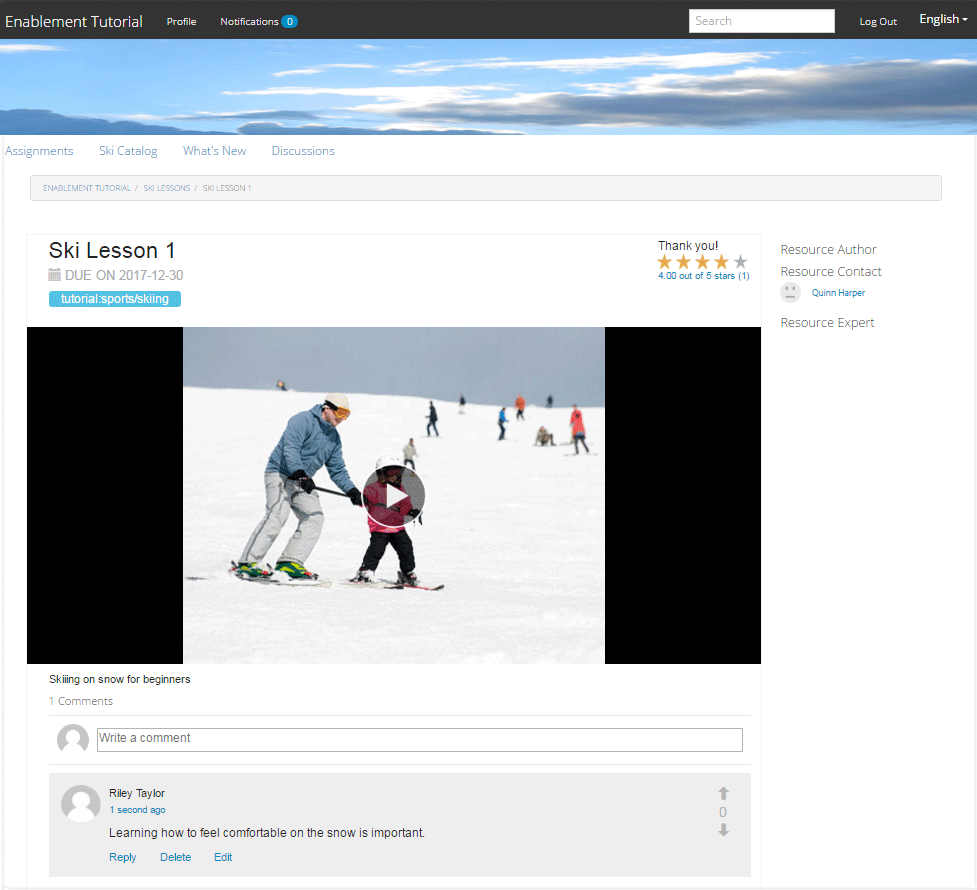 Enablement Tutorial Profile Notifications 0 Search Log Out English
Assignments Ski Catalog What's New Discussions
ENABLEMENT TUTORIAL / SKI LESSONS / SKI LESSON 1
Ski Lesson 1
DUE ON 2017-12-30
tutorial:sports/skiing
Thank you!
4.00 out of 5 stars (1)
Resource Author
Resource Contact
Quinn Harper
Resource Expert
Skiiing on snow for beginners
1 Comments
Write a comment
Riley Taylor
1 second ago
Learning how to feel comfortable on the snow is important.
Reply Delete Edit
0